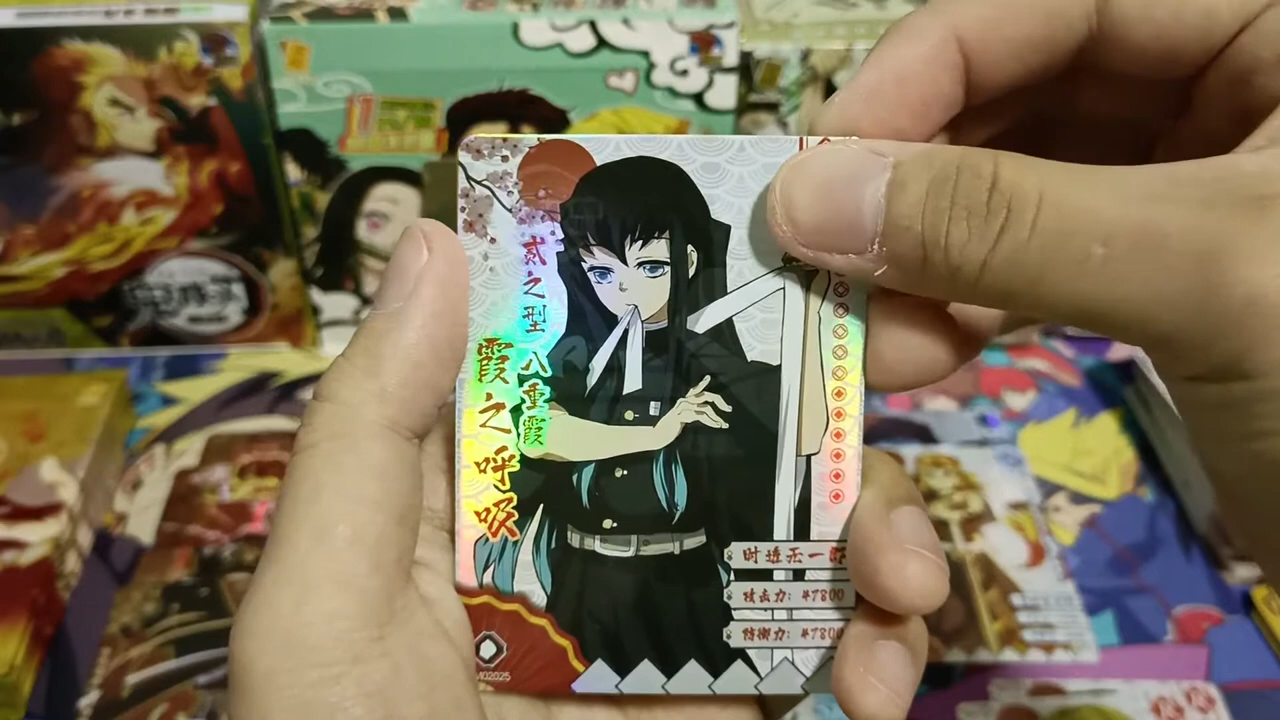 贰之型 八重霞
霞之呼吸
时透无一郎
攻击力: 47800
防御力: 47800
M02025